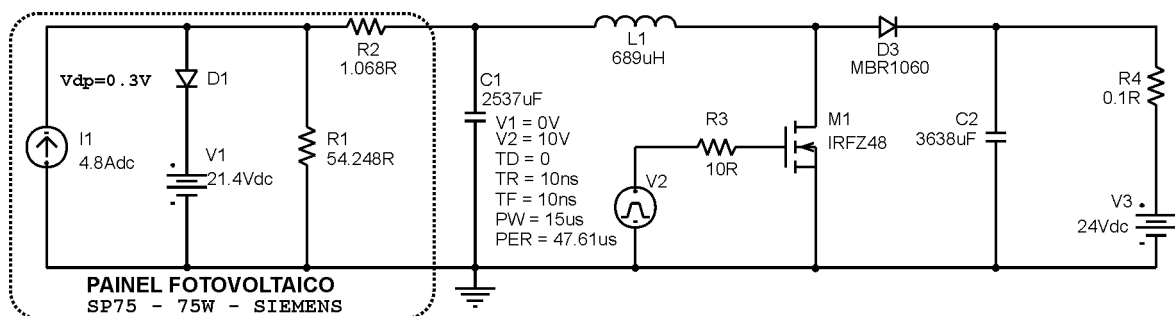 R2
1.068R
L1
689uH
D3
MBR1060
Vdp=0.3V
D1
C1
2537uF
R4
0.1R
I1
4.8Adc
V1
21.4Vdc
R1
54.248R
V1 = 0V
V2 = 10V
TD = 0
TR = 10ns
TF = 10ns
PW = 15us
PER = 47.61us
R3
10R
V2
M1
IRFZ48
C2
3638uF
V3
24Vdc
PAINEL FOTOVOLTAICO
SP75 - 75W - SIEMENS